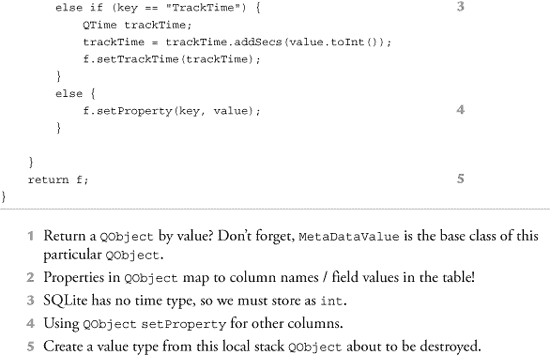 else if (key == "TrackTime") { 3
QTime trackTime;
trackTime = trackTime.addSecs(value.toInt());
f.setTrackTime(trackTime);
}
else {
f.setProperty(key, value); 4
}
}
return f; 5
}
1 Return a QObject by value? Don't forget, MetaDataValue is the base class of this
particular QObject.
2 Properties in QObject map to column names / field values in the table!
3 SQLite has no time type, so we must store as int.
4 Using QObject setProperty for other columns.
5 Create a value type from this local stack QObject about to be destroyed.